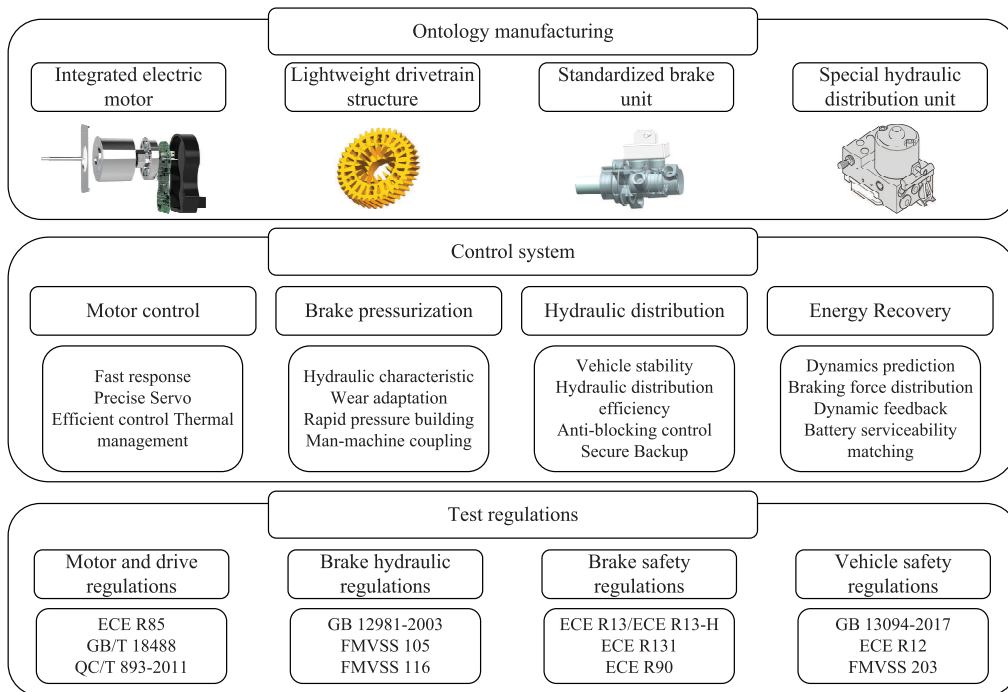 Ontology manufacturing
Integrated electric
motor
Lightweight drivetrain
structure
Standardized brake
unit
Special hydraulic
distribution unit
Control system
Motor control
Brake pressurization
Hydraulic distribution
Energy Recovery
Fast response
Precise Servo
Efficient control Thermal
management
Hydraulic characteristic
Wear adaptation
Rapid pressure building
Man-machine coupling
Vehicle stability
Hydraulic distribution
efficiency
Anti-blocking control
Secure Backup
Dynamics prediction
Braking force distribution
Dynamic feedback
Battery serviceability
matching
Test regulations
Motor and drive
regulations
Brake hydraulic
regulations
Brake safety
regulations
Vehicle safety
regulations
ECE R85
GB/T 18488
QC/T 893-2011
GB 12981-2003
FMVSS 105
FMVSS 116
ECE R13/ECE R13-H
ECE R131
ECE R90
GB 13094-2017
ECE R12
FMVSS 203